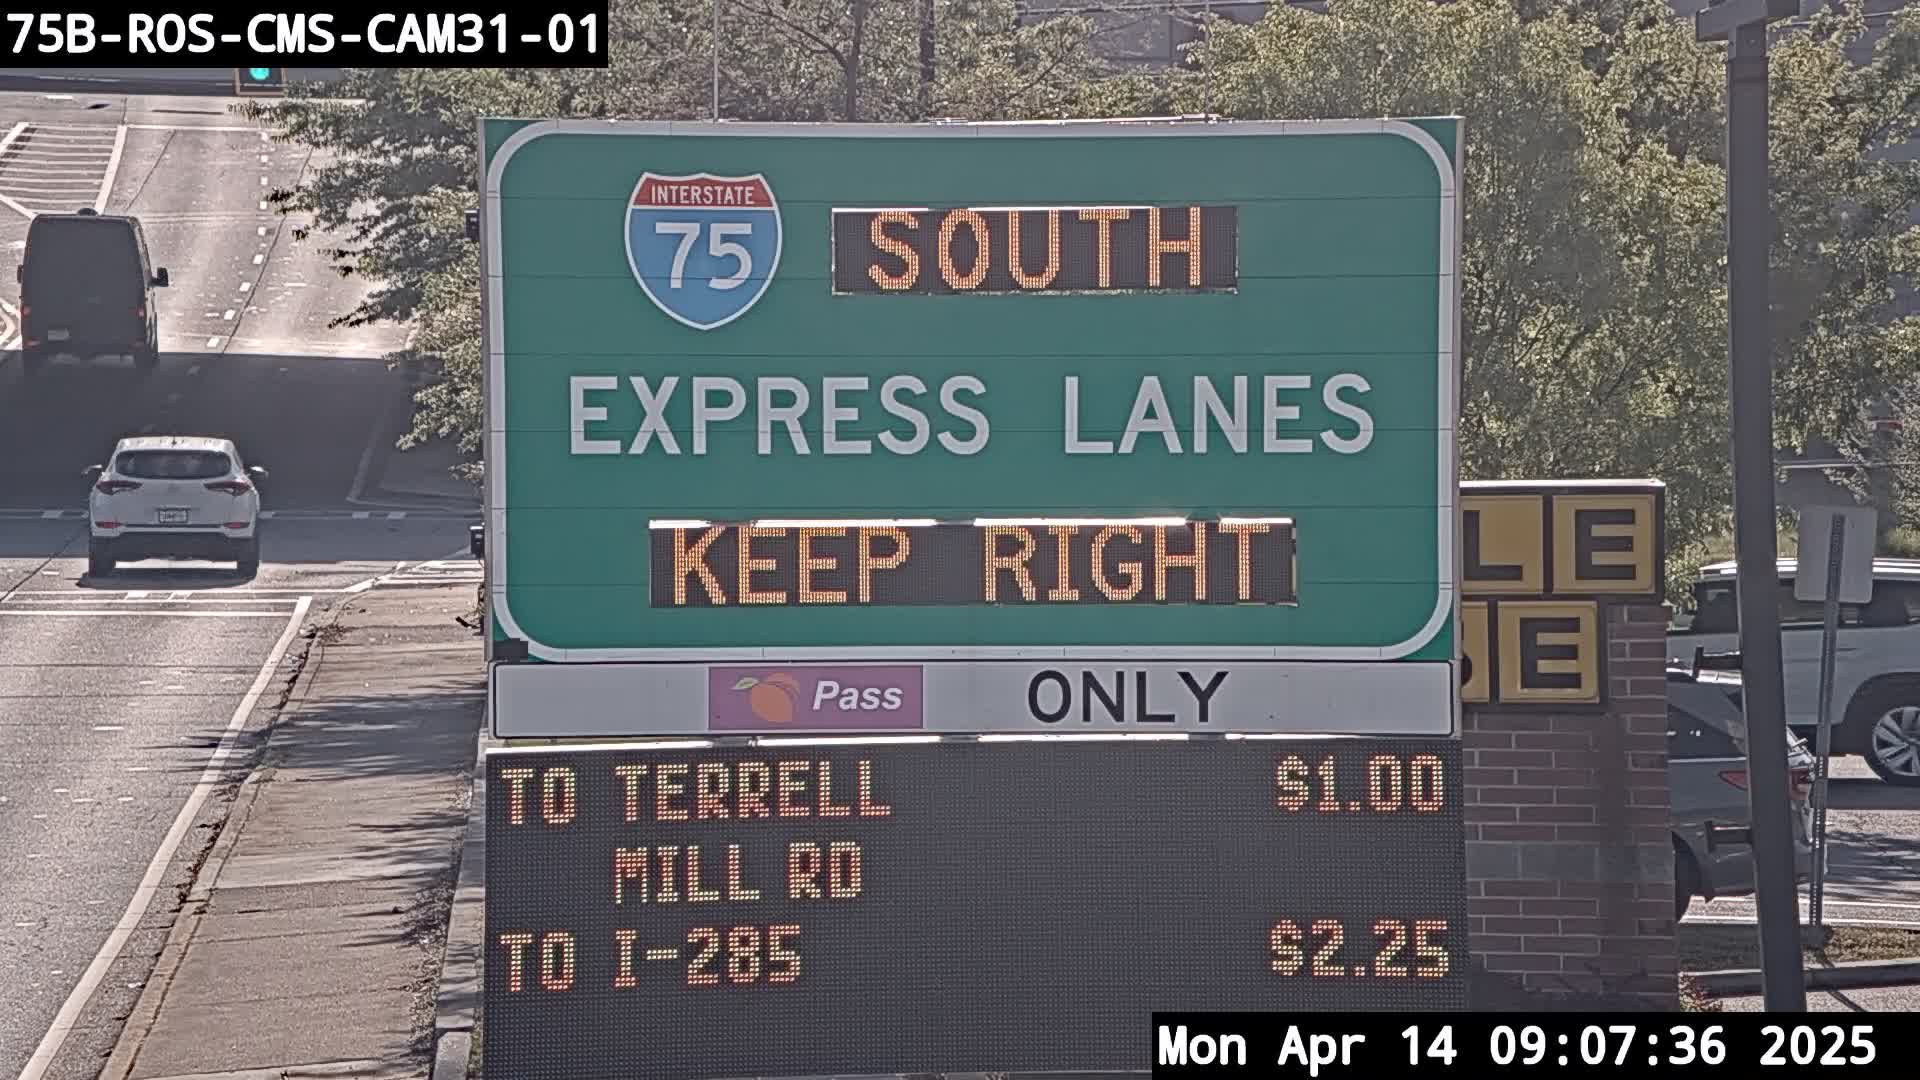 75B-ROS-CMS-CAM31-01
INTERSTATE
75
SOUTH
EXPRESS LANES
KEEP RIGHT
Pass ONLY
TO TERRELL $1.00
MILL RD
TO I-285 $2.25
LE
E
Mon Apr 14 09:07:36 2025